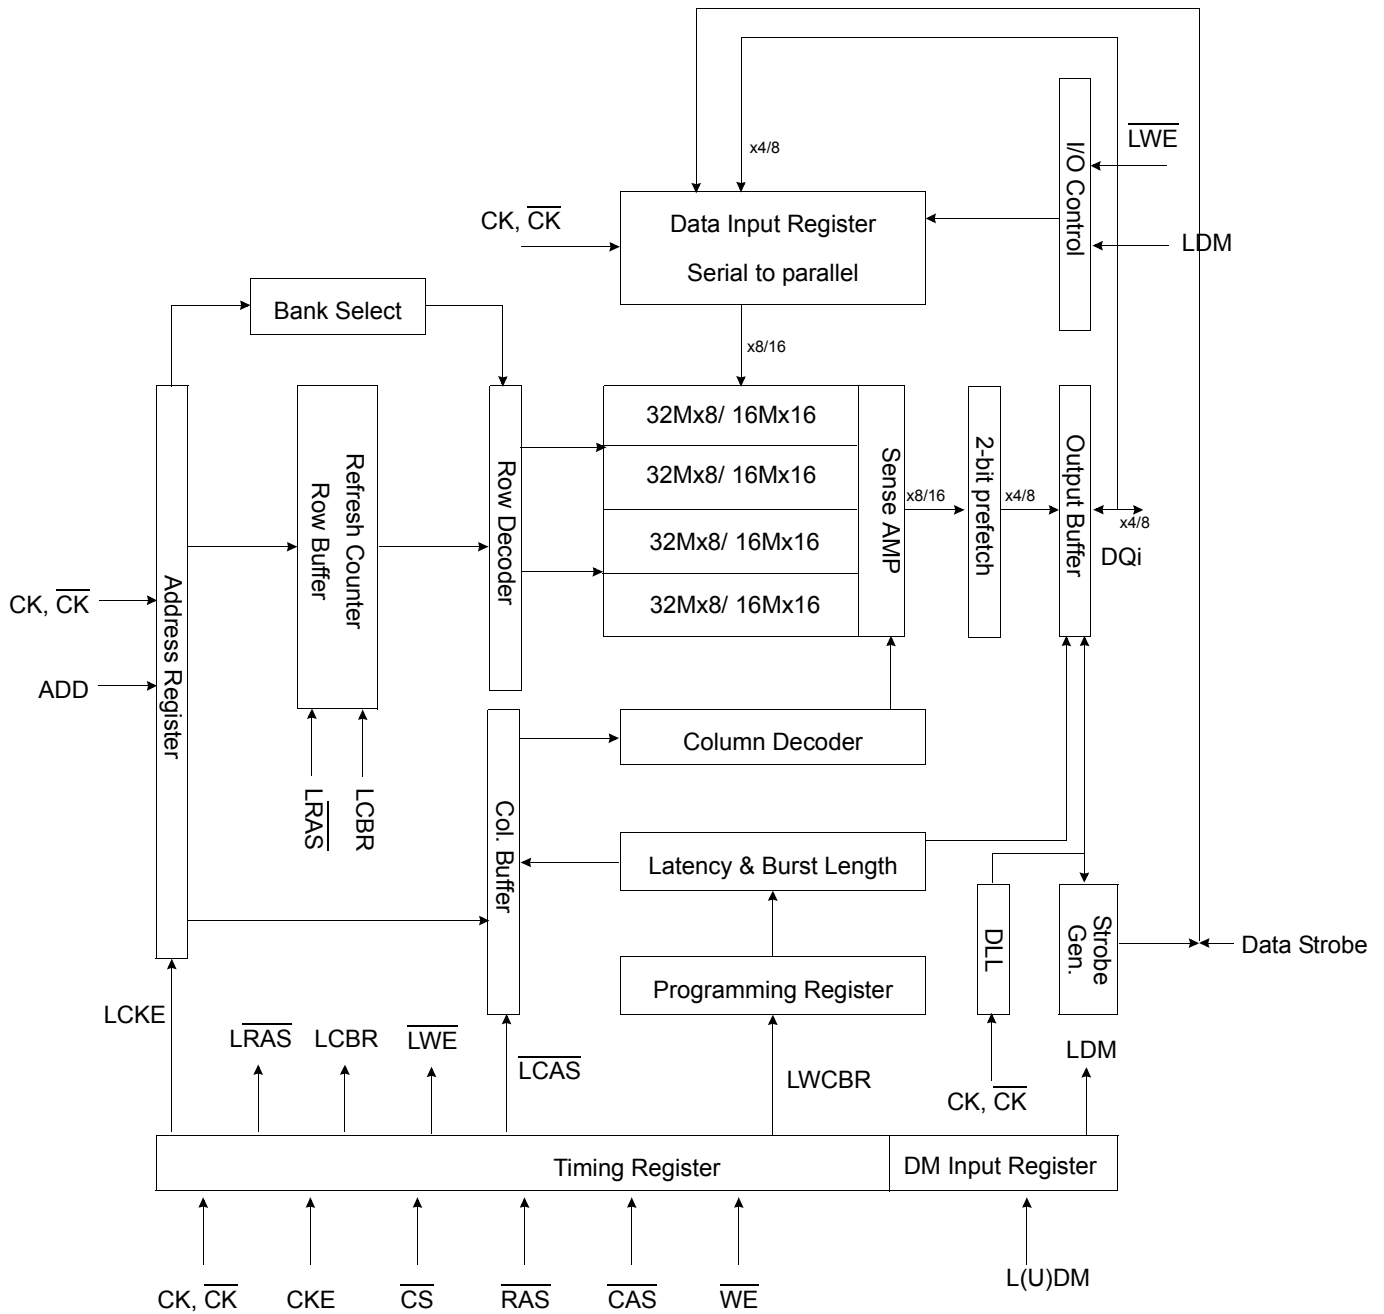 x4/8
I/O Control
LWE
CK, CK
Data Input Register
Serial to parallel
LDM
Bank Select
x8/16
Address Register
Refresh Counter
Row Buffer
Row Decoder
32Mx8/ 16Mx16
32Mx8/ 16Mx16
32Mx8/ 16Mx16
32Mx8/ 16Mx16
Sense AMP
x8/16
2-bit prefetch
x4/8
Output Buffer
x4/8
DQi
CK, CK
ADD
LRAS
LCBR
Col. Buffer
Column Decoder
Latency & Burst Length
DLL
Strobe
Gen.
Data Strobe
Programming Register
LCKE
LRAS
LCBR
LWE
LCAS
LWCBR
CK, CK
LDM
Timing Register
DM Input Register
CK, CK
CKE
CS
RAS
CAS
WE
L(U)DM